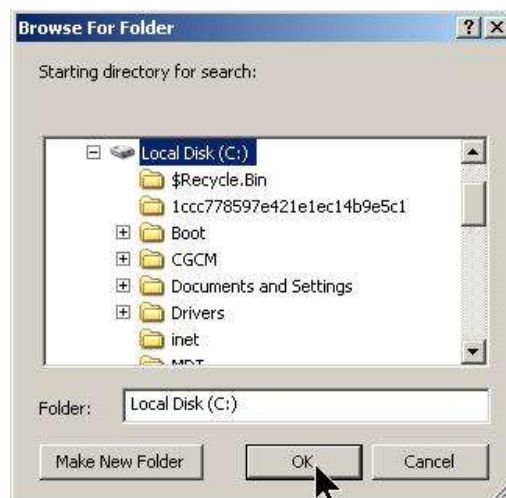 Browse For Folder
Starting directory for search:
Local Disk (C:)
$Recycle.Bin
1ccc778597e421e1ec14b9e5c1
Boot
CGCM
Documents and Settings
Drivers
inet
MDT
Folder: Local Disk (C:)
Make New Folder OK Cancel